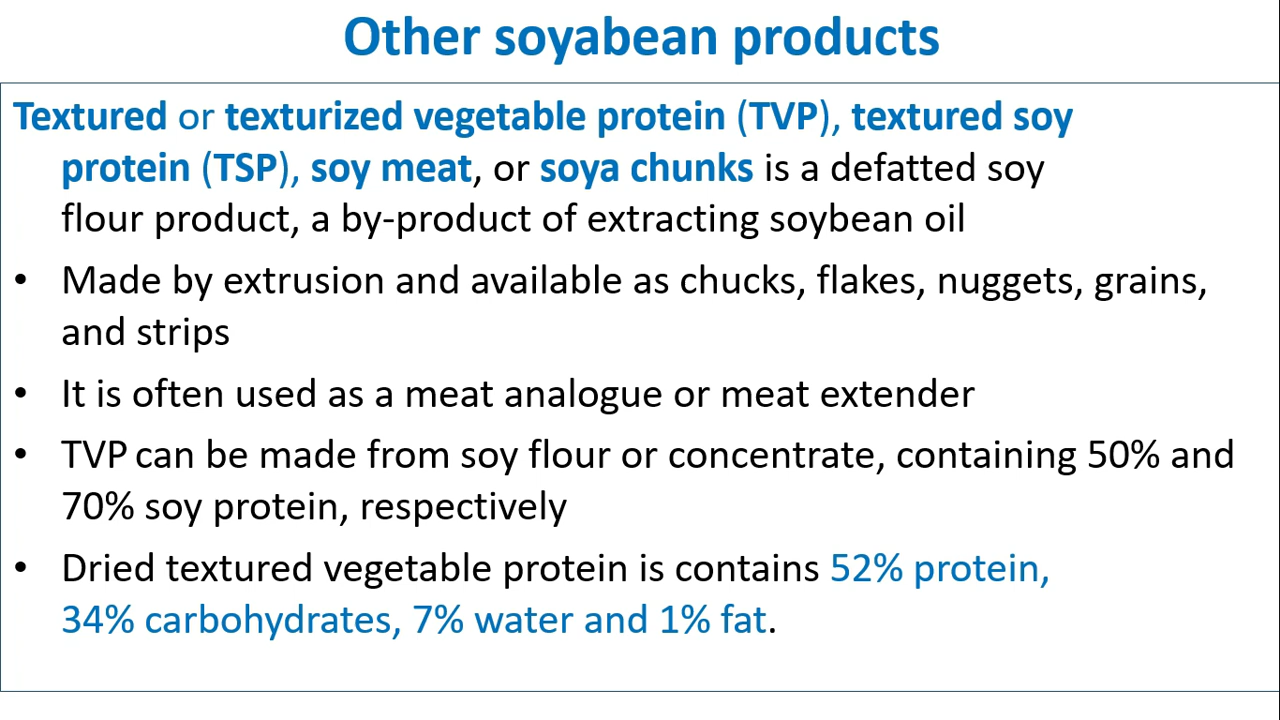 Other soyabean products
Textured or texturized vegetable protein (TVP), textured soy
protein (TSP), soy meat, or soya chunks is a defatted soy
flour product, a by-product of extracting soybean oil
• Made by extrusion and available as chucks, flakes, nuggets, grains,
and strips
• It is often used as a meat analogue or meat extender
• TVP can be made from soy flour or concentrate, containing 50% and
70% soy protein, respectively
• Dried textured vegetable protein is contains 52% protein,
34% carbohydrates, 7% water and 1% fat.